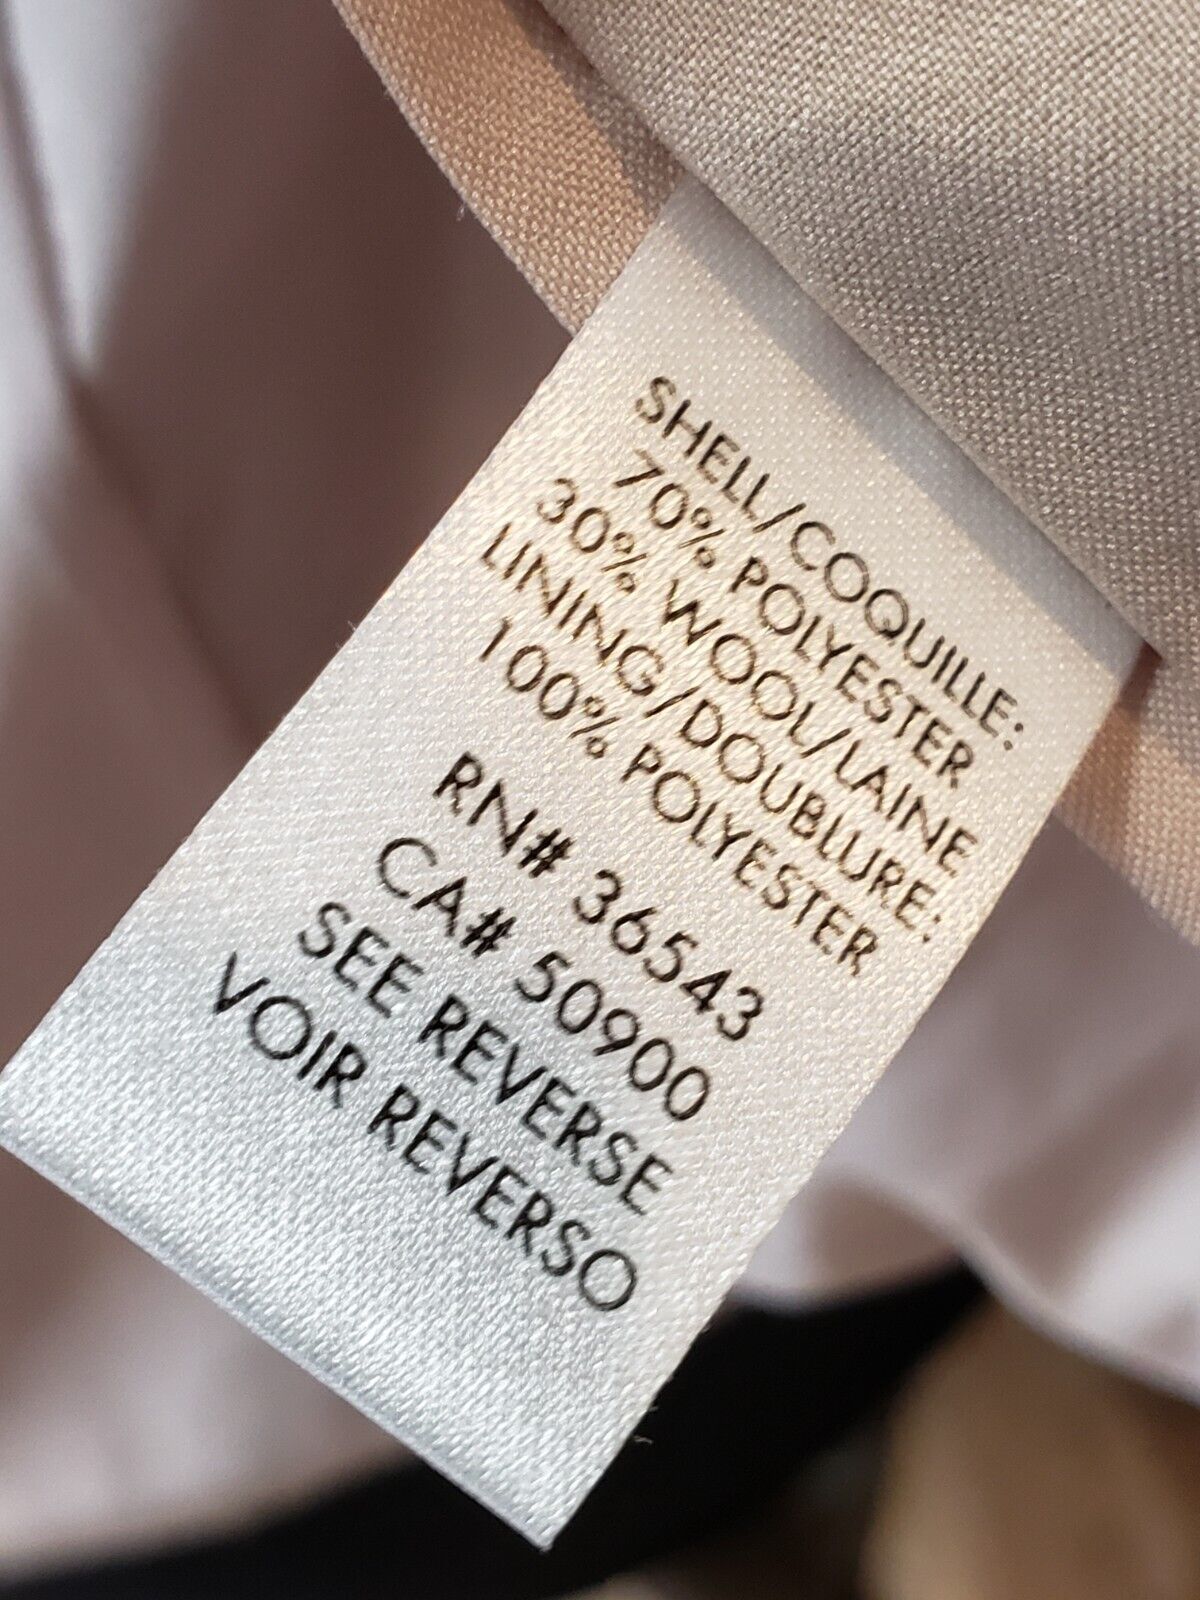 SHELL/COQUILLE:
70% POLYESTER
30% WOOL/LAINE
LINING/DOUBLURE:
100% POLYESTER
RN# 36543
CA# 50900
SEE REVERSE
VOIR REVERSO